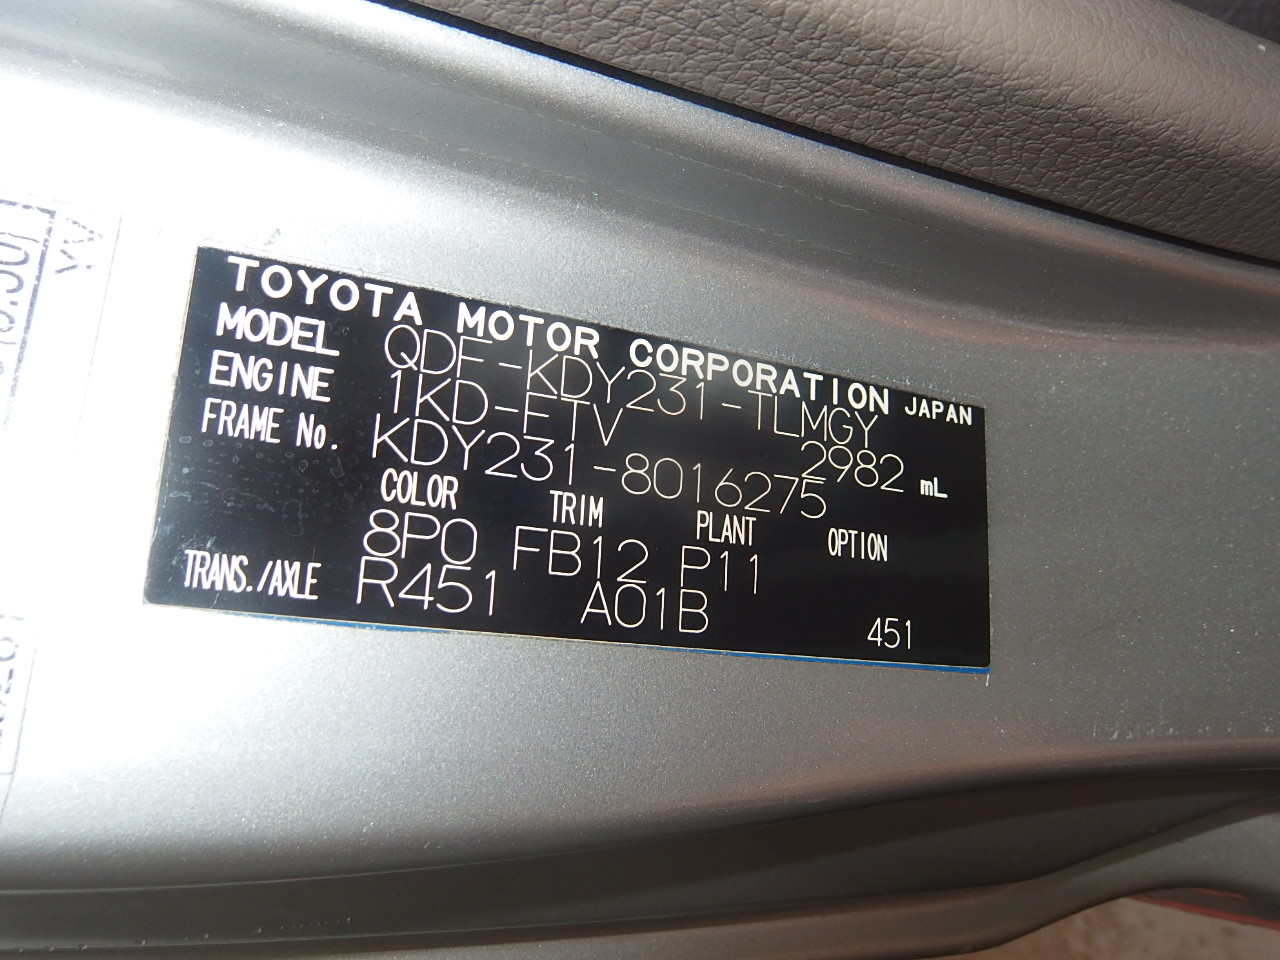 TOYOTA MOTOR CORPORATION JAPAN
MODEL QDF-KDY231-TLMGY
ENGINE 1KD-FTV 2982 mL
FRAME No. KDY231-8016275
COLOR TRIM PLANT OPTION
8P0 FB12 P11
TRANS./AXLE R451 A01B 451